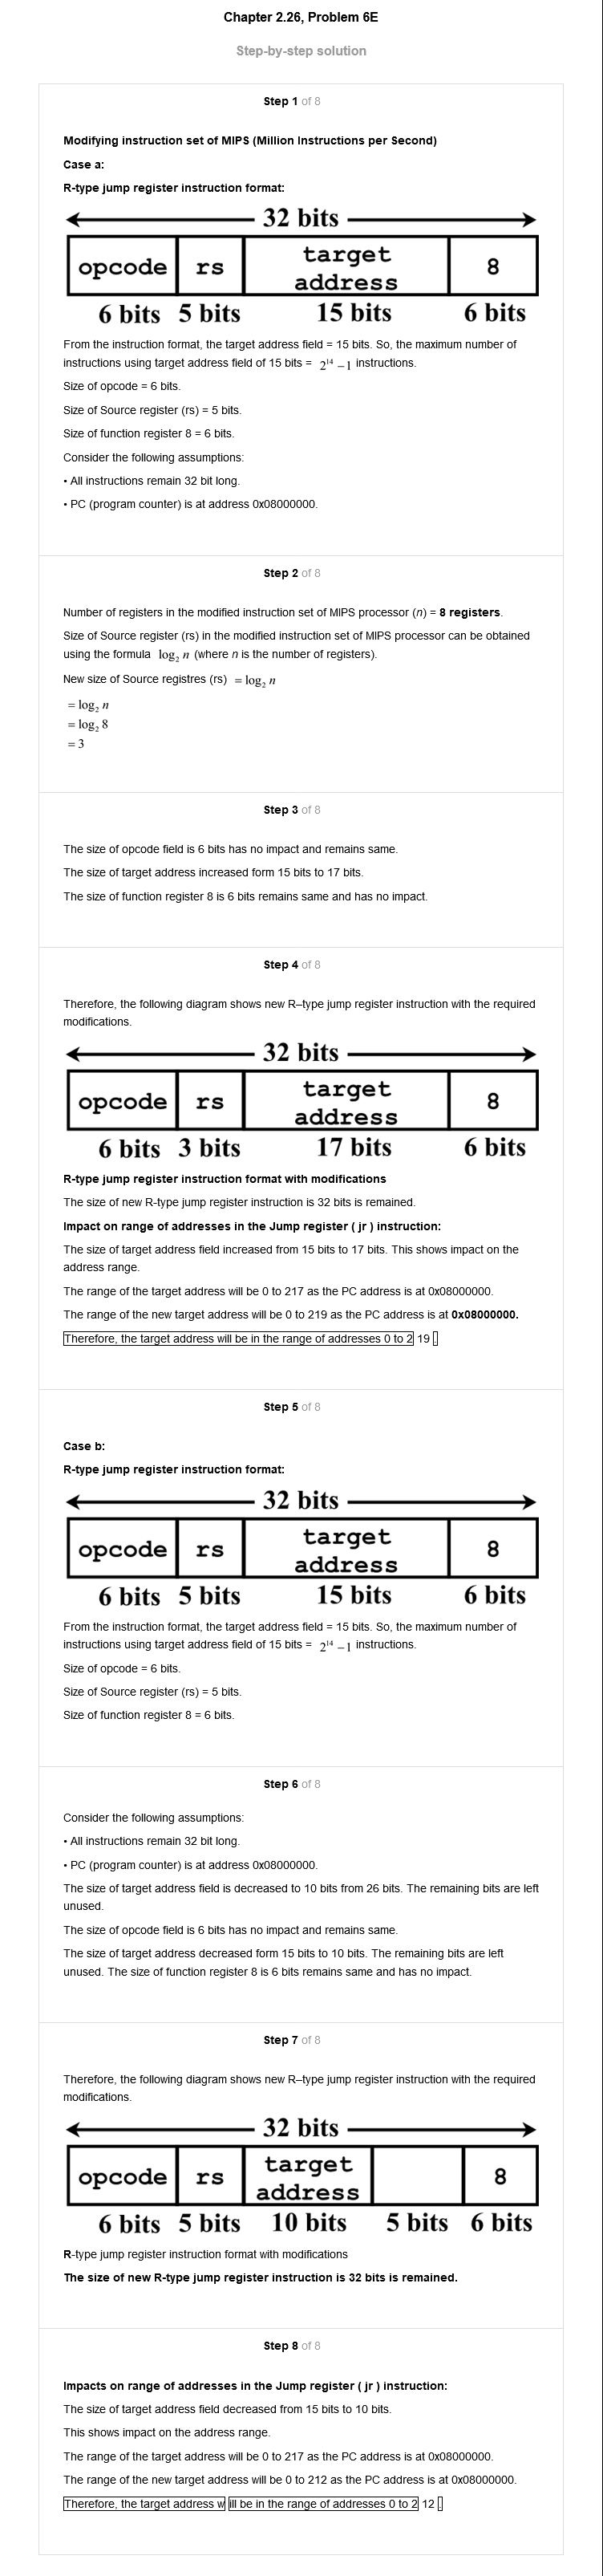 Chapter 2.26, Problem 6E
Step-by-step solution
Step 1 of 8
Modifying instruction set of MIPS (Million Instructions per Second)
Case a:
R-type jump register instruction format:
32 bits
opcode rs target address 8
6 bits 5 bits 15 bits 6 bits
From the instruction format, the target address field = 15 bits. So, the maximum number of
instructions using target address field of 15 bits = 2¹⁴ −1 instructions.
Size of opcode = 6 bits.
Size of Source register (rs) = 5 bits.
Size of function register 8 = 6 bits.
Consider the following assumptions:
• All instructions remain 32 bit long.
• PC (program counter) is at address 0x08000000.
Step 2 of 8
Number of registers in the modified instruction set of MIPS processor (n) = 8 registers.
Size of Source register (rs) in the modified instruction set of MIPS processor can be obtained
using the formula log₂ n (where n is the number of registers).
New size of Source registres (rs) = log₂ n
= log₂ n
= log₂ 8
= 3
Step 3 of 8
The size of opcode field is 6 bits has no impact and remains same.
The size of target address increased form 15 bits to 17 bits.
The size of function register 8 is 6 bits remains same and has no impact.
Step 4 of 8
Therefore, the following diagram shows new R–type jump register instruction with the required
modifications.
32 bits
opcode rs target address 8
6 bits 3 bits 17 bits 6 bits
R-type jump register instruction format with modifications
The size of new R-type jump register instruction is 32 bits is remained.
Impact on range of addresses in the Jump register ( jr ) instruction:
The size of target address field increased from 15 bits to 17 bits. This shows impact on the
address range.
The range of the target address will be 0 to 217 as the PC address is at 0x08000000.
The range of the new target address will be 0 to 219 as the PC address is at 0x08000000.
Therefore, the target address will be in the range of addresses 0 to 2 19 .
Step 5 of 8
Case b:
R-type jump register instruction format:
32 bits
opcode rs target address 8
6 bits 5 bits 15 bits 6 bits
From the instruction format, the target address field = 15 bits. So, the maximum number of
instructions using target address field of 15 bits = 2¹⁴ −1 instructions.
Size of opcode = 6 bits.
Size of Source register (rs) = 5 bits.
Size of function register 8 = 6 bits.
Step 6 of 8
Consider the following assumptions:
• All instructions remain 32 bit long.
• PC (program counter) is at address 0x08000000.
The size of target address field is decreased to 10 bits from 26 bits. The remaining bits are left
unused.
The size of opcode field is 6 bits has no impact and remains same.
The size of target address decreased form 15 bits to 10 bits. The remaining bits are left
unused. The size of function register 8 is 6 bits remains same and has no impact.
Step 7 of 8
Therefore, the following diagram shows new R–type jump register instruction with the required
modifications.
32 bits
opcode rs target address 8
6 bits 5 bits 10 bits 5 bits 6 bits
R-type jump register instruction format with modifications
The size of new R-type jump register instruction is 32 bits is remained.
Step 8 of 8
Impacts on range of addresses in the Jump register ( jr ) instruction:
The size of target address field decreased from 15 bits to 10 bits.
This shows impact on the address range.
The range of the target address will be 0 to 217 as the PC address is at 0x08000000.
The range of the new target address will be 0 to 212 as the PC address is at 0x08000000.
Therefore, the target address will be in the range of addresses 0 to 2 12 .